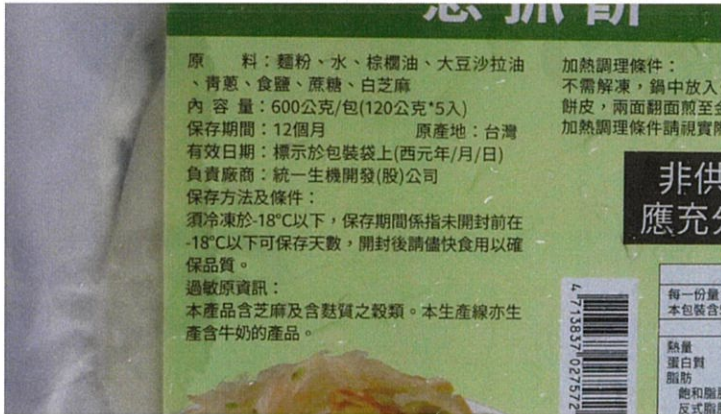 蔥抓餅
原　　料：麵粉、水、棕櫚油、大豆沙拉油
、青蔥、食鹽、蔗糖、白芝麻
內 容 量：600公克/包(120公克*5入)
保存期間：12個月　　　　原產地：台灣
有效日期：標示於包裝袋上(西元年/月/日)
負責廠商：統一生機開發(股)公司
保存方法及條件：
須冷凍於-18°C以下，保存期間係指未開封前在
-18°C以下可保存天數，開封後請儘快食用以確
保品質。
過敏原資訊：
本產品含芝麻及含麩質之穀類。本生產線亦生
產含牛奶的產品。
加熱調理條件：
不需解凍，鍋中放入
餅皮，兩面翻面煎至金
加熱調理條件請視實際
非供
應充分
4 713837 027572
每一份量
本包裝含
熱量
蛋白質
脂肪
飽和脂肪
反式脂肪